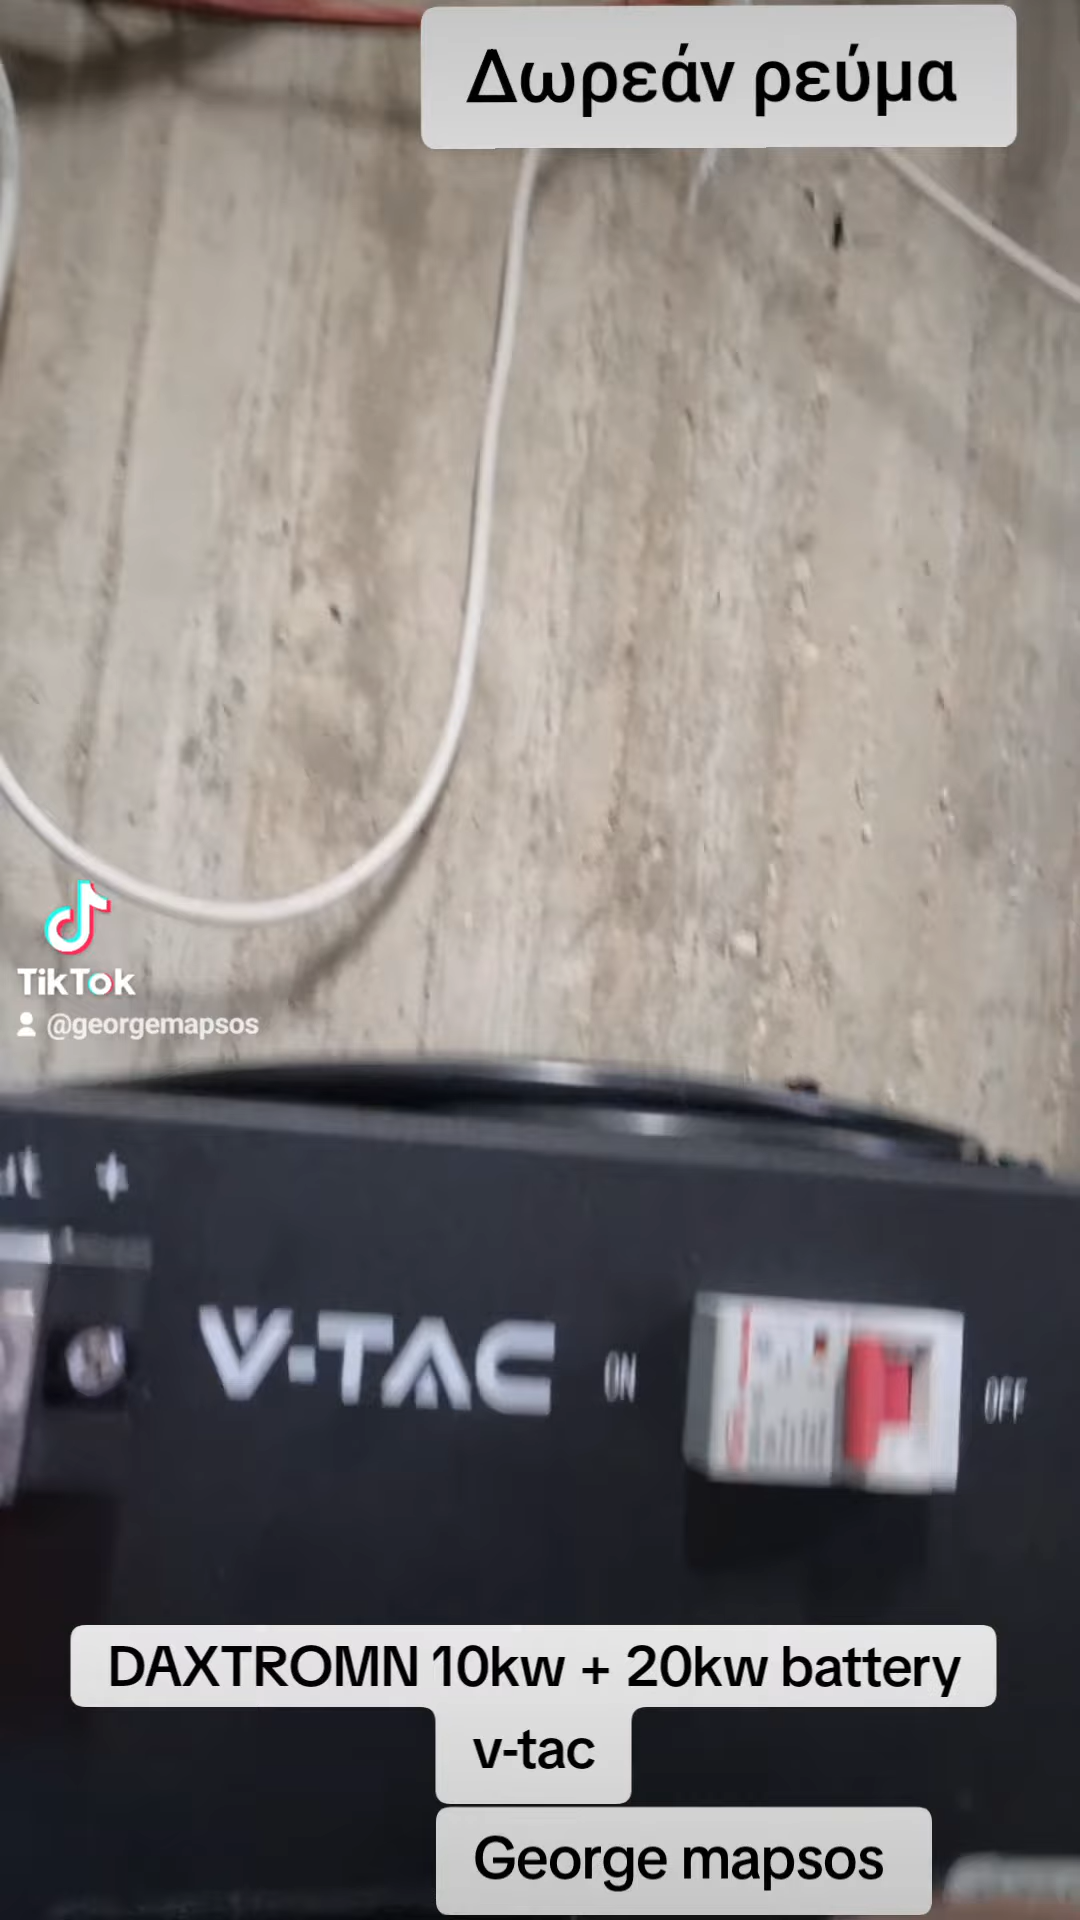 Δωρεάν ρεύμα
TikTok
@georgemapsos
V-TAC
ON
OFF
DAXTROMN 10kw + 20kw battery
v-tac
George mapsos